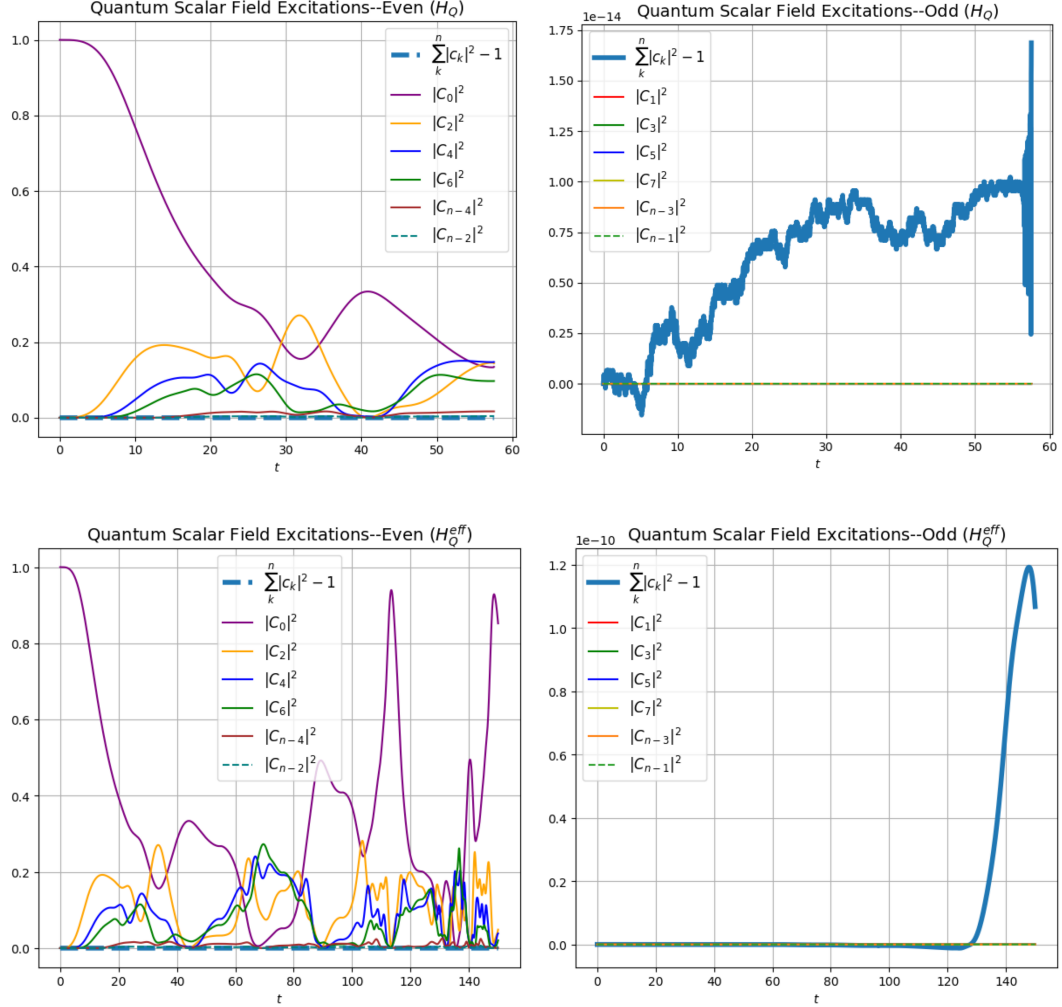 Quantum Scalar Field Excitations--Even (H_Q)
1.0
0.8
0.6
0.4
0.2
0.0
∑_k^n |c_k|² − 1
|C_0|²
|C_2|²
|C_4|²
|C_6|²
|C_{n−4}|²
|C_{n−2}|²
0 10 20 30 40 50 60
t
Quantum Scalar Field Excitations--Odd (H_Q)
1e−14
1.75
1.50
1.25
1.00
0.75
0.50
0.25
0.00
∑_k^n |c_k|² − 1
|C_1|²
|C_3|²
|C_5|²
|C_7|²
|C_{n−3}|²
|C_{n−1}|²
0 10 20 30 40 50 60
t
Quantum Scalar Field Excitations--Even (H_Q^{eff})
1.0
0.8
0.6
0.4
0.2
0.0
∑_k^n |c_k|² − 1
|C_0|²
|C_2|²
|C_4|²
|C_6|²
|C_{n−4}|²
|C_{n−2}|²
0 20 40 60 80 100 120 140
t
Quantum Scalar Field Excitations--Odd (H_Q^{eff})
1e−10
1.2
1.0
0.8
0.6
0.4
0.2
0.0
∑_k^n |c_k|² − 1
|C_1|²
|C_3|²
|C_5|²
|C_7|²
|C_{n−3}|²
|C_{n−1}|²
0 20 40 60 80 100 120 140
t